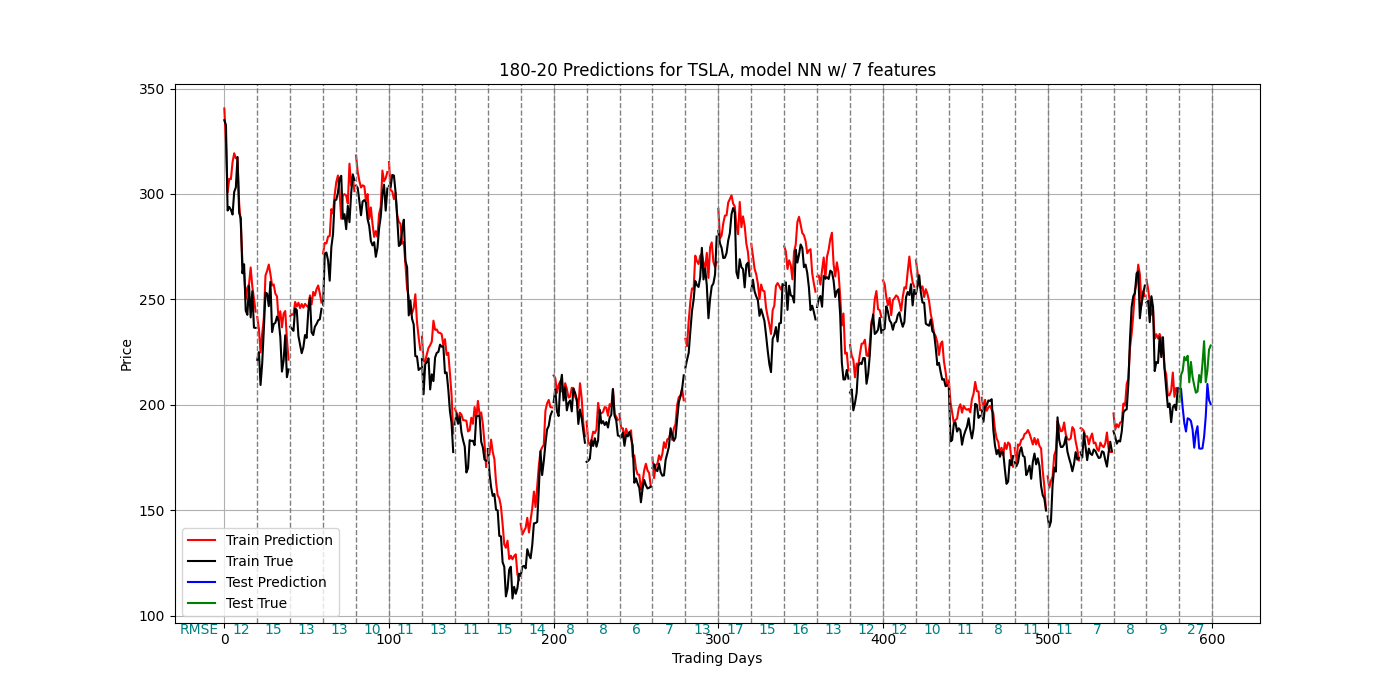 180-20 Predictions for TSLA, model NN w/ 7 features
Price
350
300
250
200
150
100
Train Prediction
Train True
Test Prediction
Test True
RMSE 12 15 13 13 10 11 13 11 15 14 8 8 6 7 13 17 15 16 13 12 12 10 11 8 11 11 7 8 9 27
0 100 200 300 400 500 600
Trading Days